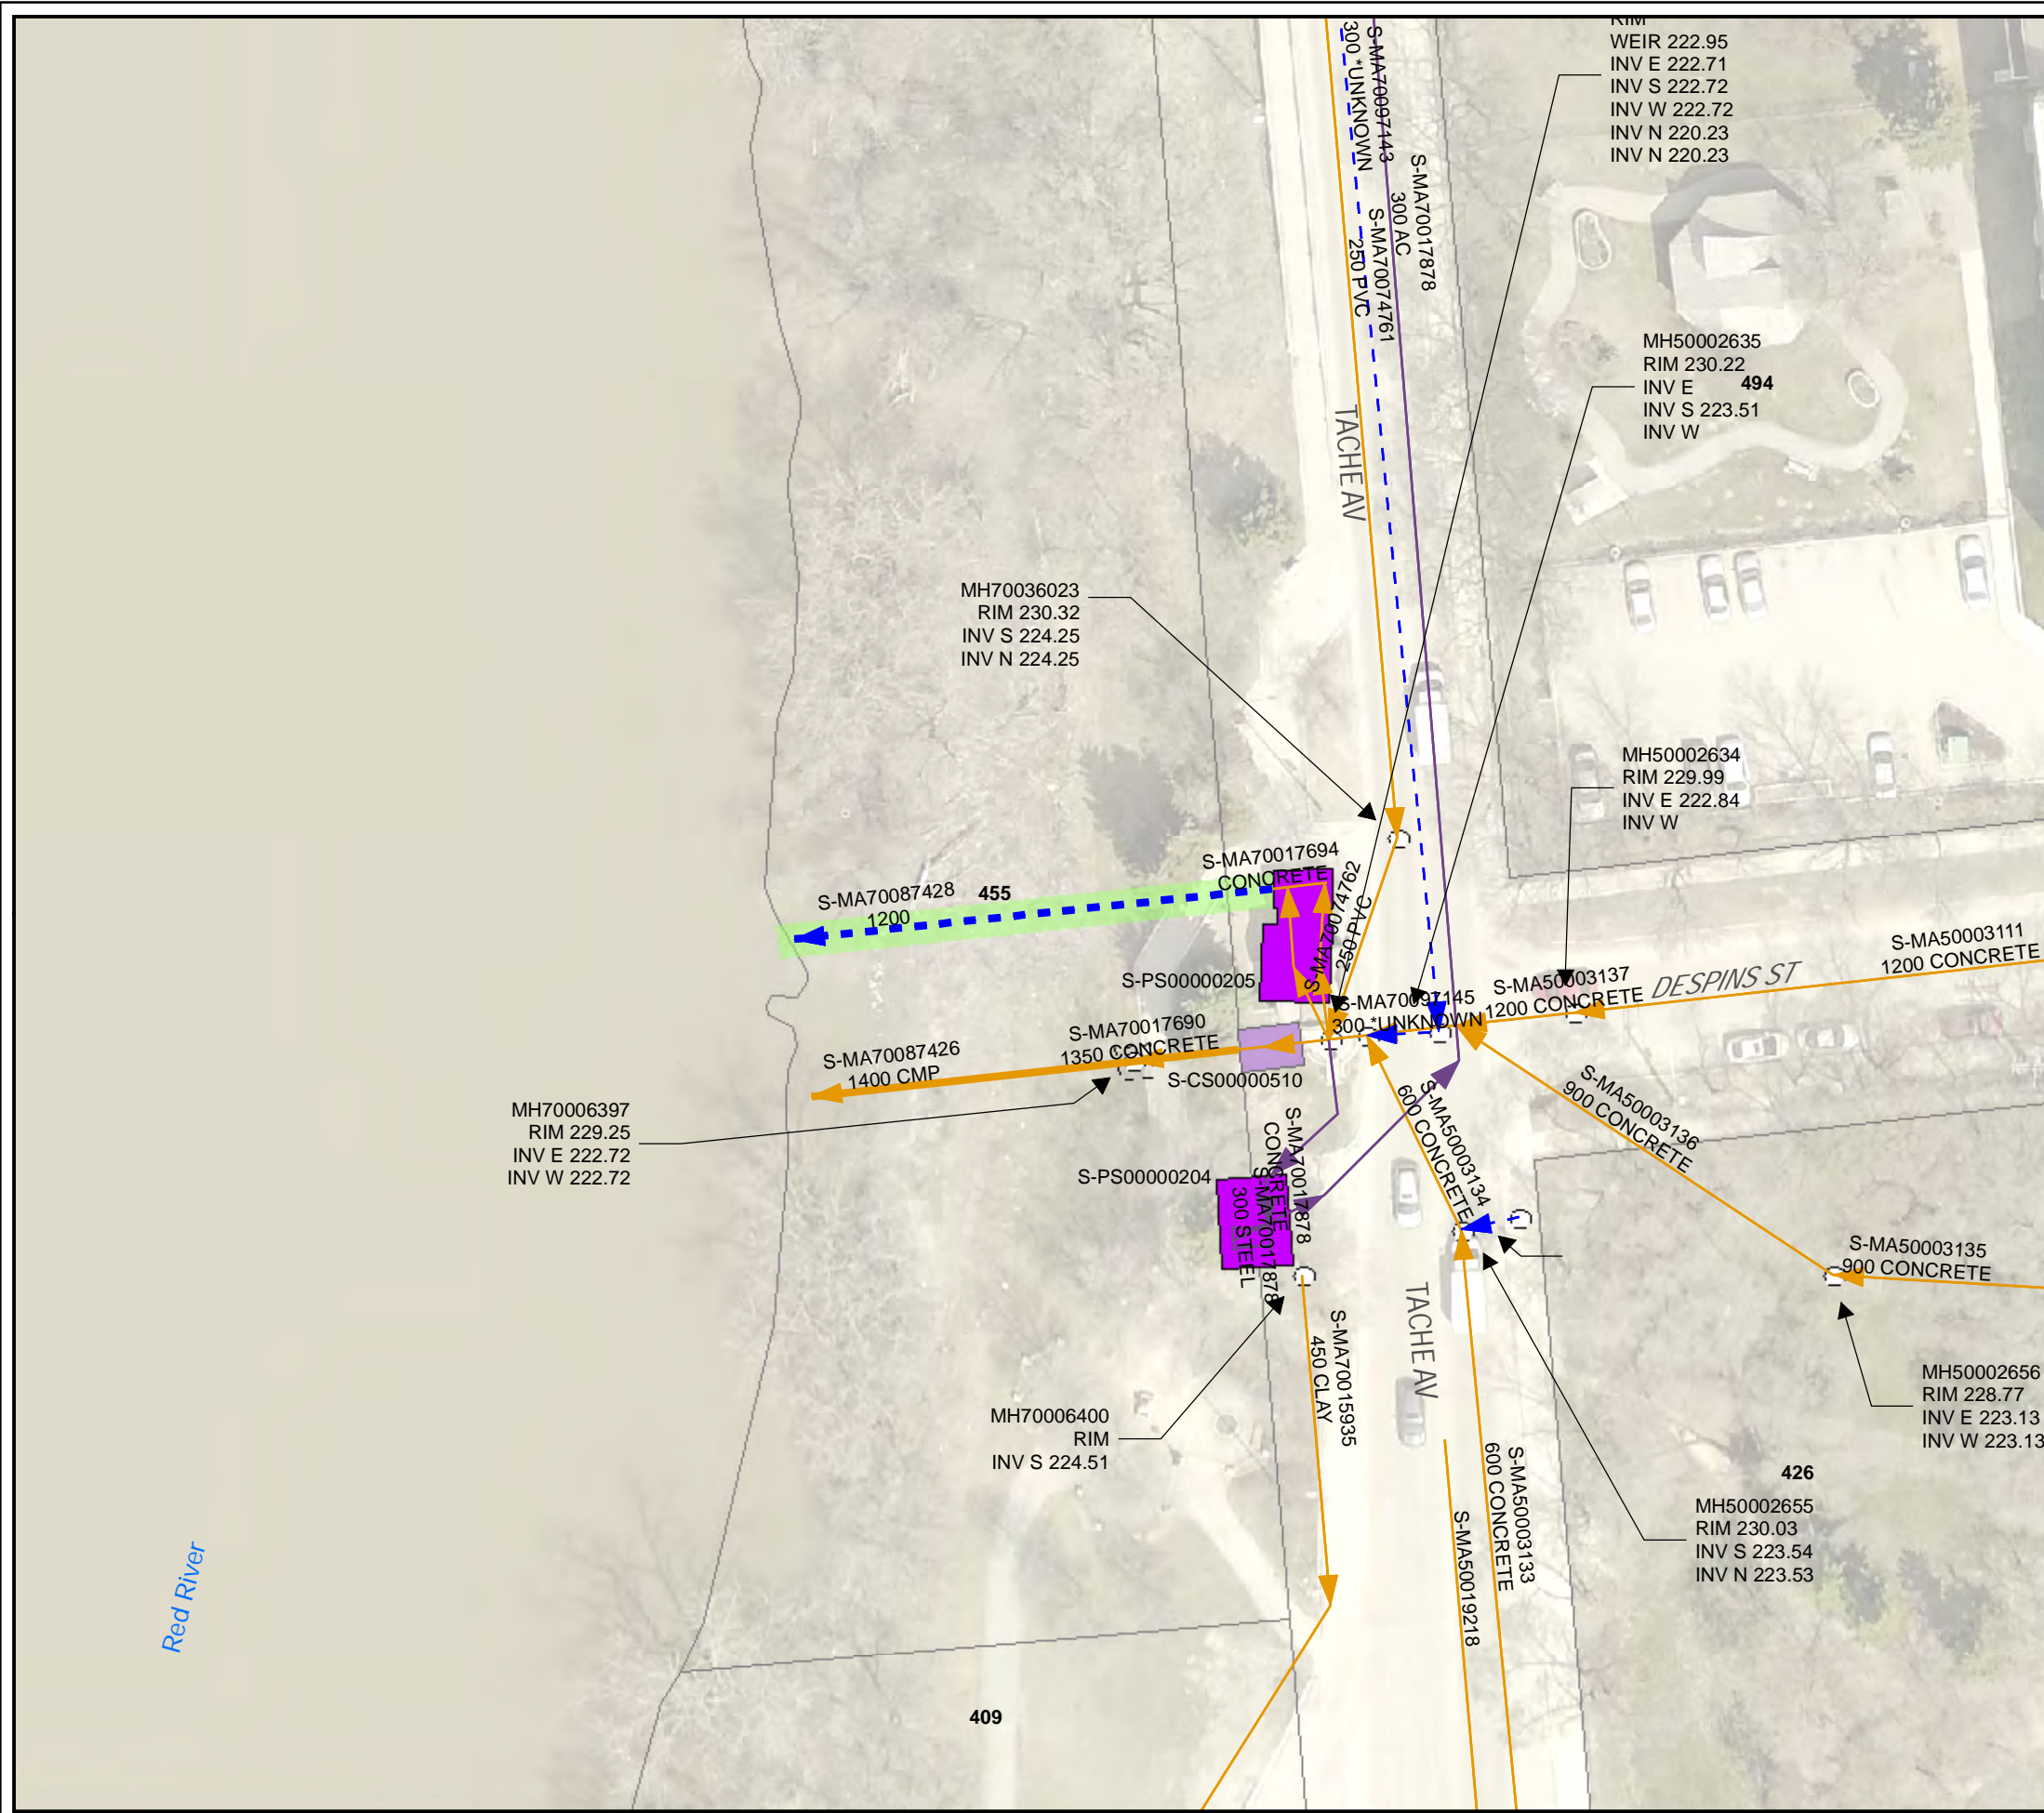 RIM
WEIR 222.95
INV E 222.71
INV S 222.72
INV W 222.72
INV N 220.23
INV N 220.23
S-MA70097143
300 *UNKNOWN
S-MA70017878
300 AC
S-MA70074761
250 PVC
MH50002635
RIM 230.22
INV E
INV S 223.51
INV W
494
TACHE AV
MH70036023
RIM 230.32
INV S 224.25
INV N 224.25
MH50002634
RIM 229.99
INV E 222.84
INV W
S-MA70017694
CONCRETE
S-MA70087428
1200
455
S-MA70074762
250 PVC
S-PS00000205
S-MA50003111
1200 CONCRETE
DESPINS ST
S-MA50003137
1200 CONCRETE
S-MA70097145
300 *UNKNOWN
S-MA70017690
1350 CONCRETE
S-MA70087426
1400 CMP
S-CS00000510
MH70006397
RIM 229.25
INV E 222.72
INV W 222.72
S-MA50003136
900 CONCRETE
S-MA50003134
600 CONCRETE
S-MA70017878
CONCRETE
S-PS00000204
S-MA70017878
300 STEEL
S-MA50003135
900 CONCRETE
TACHE AV
S-MA70015935
450 CLAY
MH70006400
RIM
INV S 224.51
MH50002656
RIM 228.77
INV E 223.13
INV W 223.13
426
MH50002655
RIM 230.03
INV S 223.54
INV N 223.53
S-MA50003133
600 CONCRETE
S-MA50019218
Red River
409